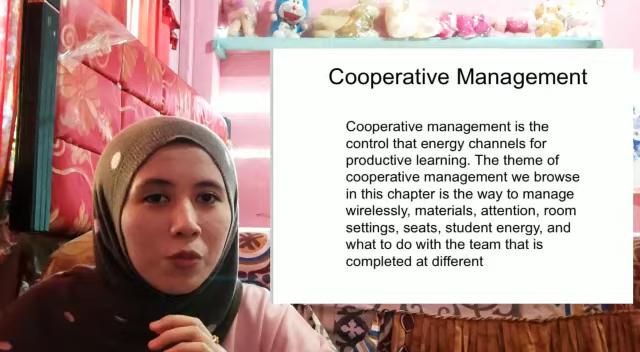 Cooperative Management
Cooperative management is the
control that energy channels for
productive learning. The theme of
cooperative management we browse
in this chapter is the way to manage
wirelessly, materials, attention, room
settings, seats, student energy, and
what to do with the team that is
completed at different